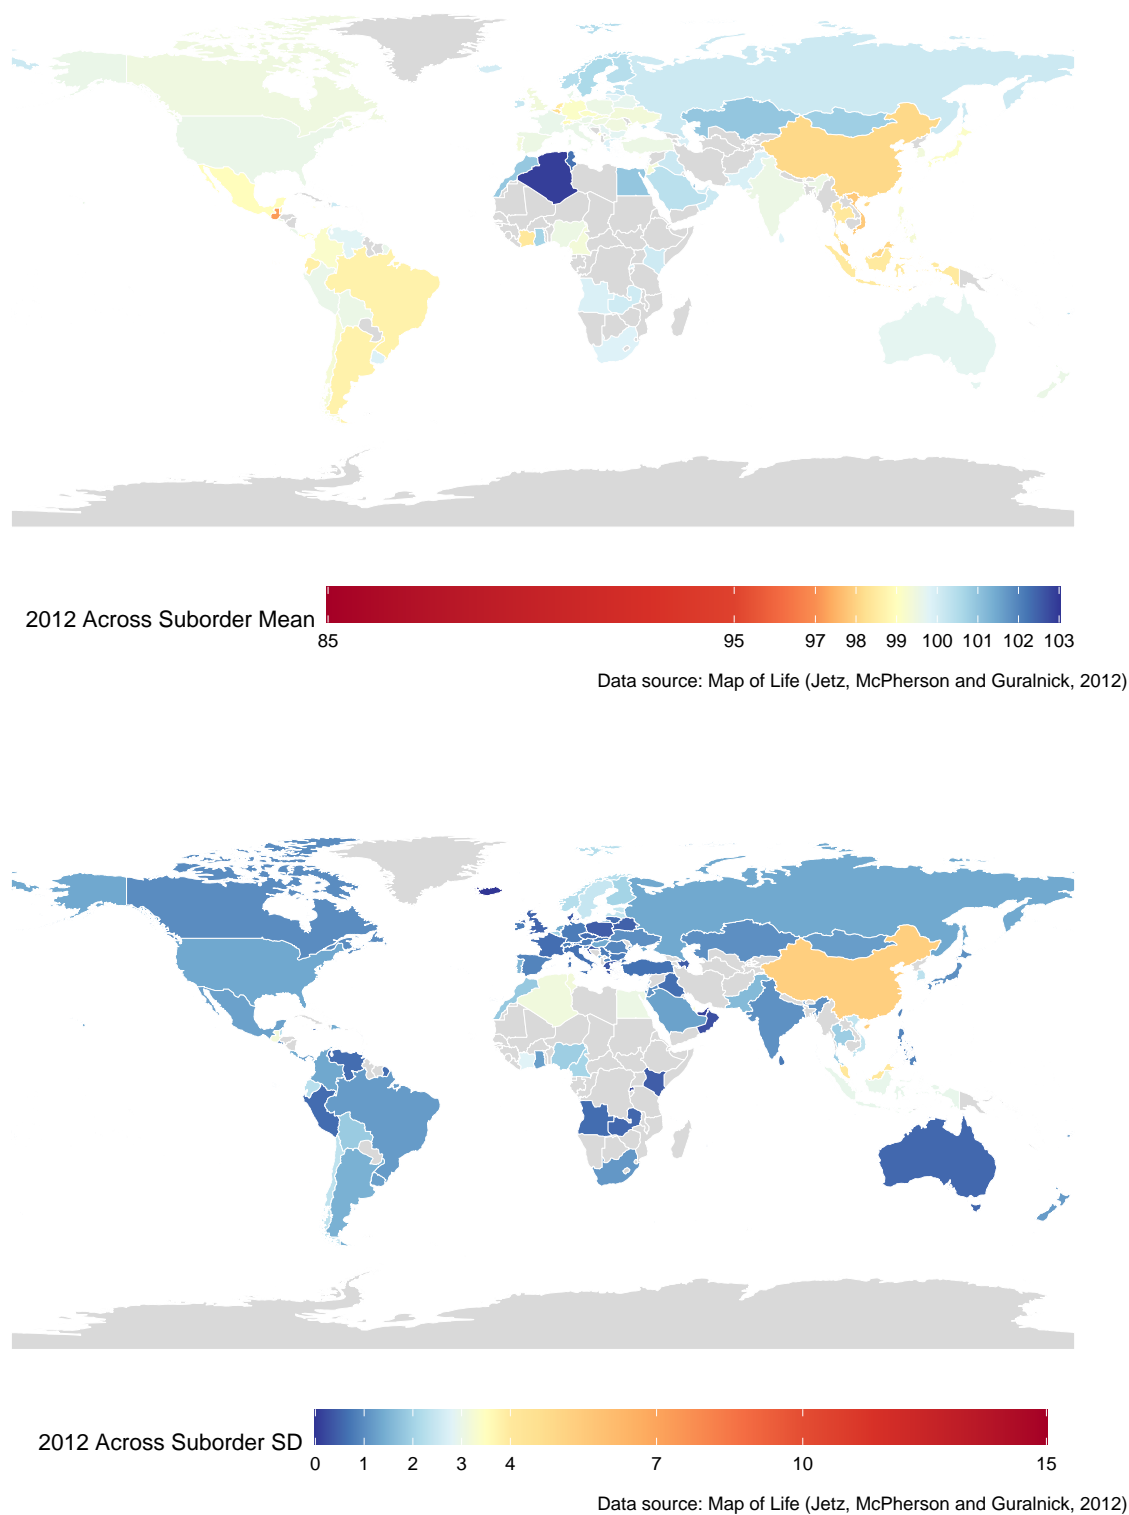 2012 Across Suborder Mean
85 95 97 98 99 100 101 102 103
Data source: Map of Life (Jetz, McPherson and Guralnick, 2012)
2012 Across Suborder SD
0 1 2 3 4 7 10 15
Data source: Map of Life (Jetz, McPherson and Guralnick, 2012)